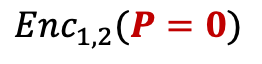 Enc₁,₂(P = 0)